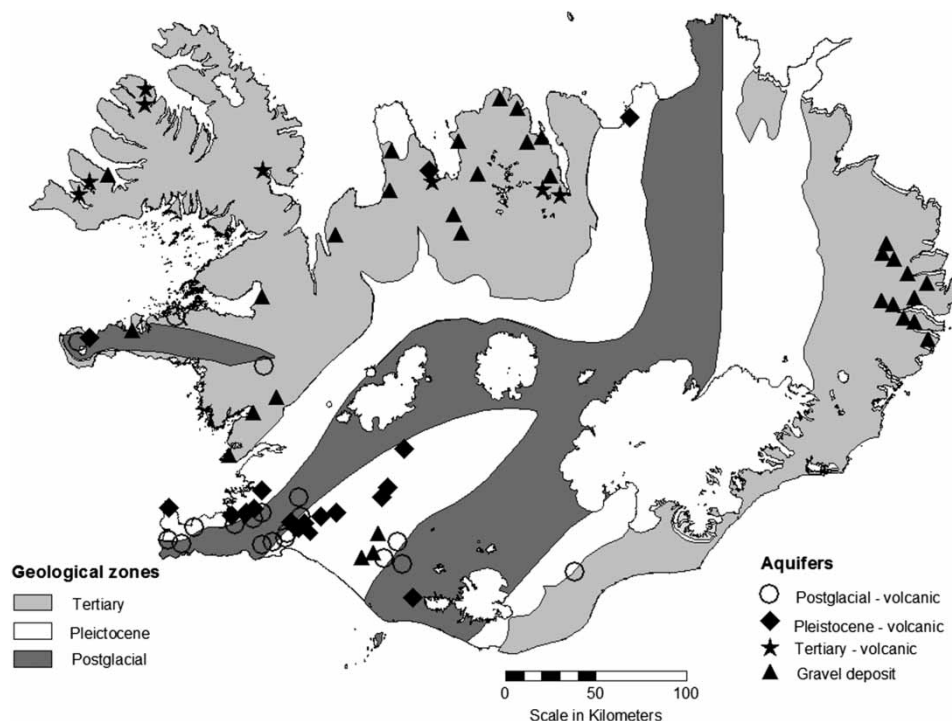 Geological zones
Tertiary
Pleictocene
Postglacial
0 50 100
Scale in Kilometers
Aquifers
Postglacial - volcanic
Pleistocene - volcanic
Tertiary - volcanic
Gravel deposit